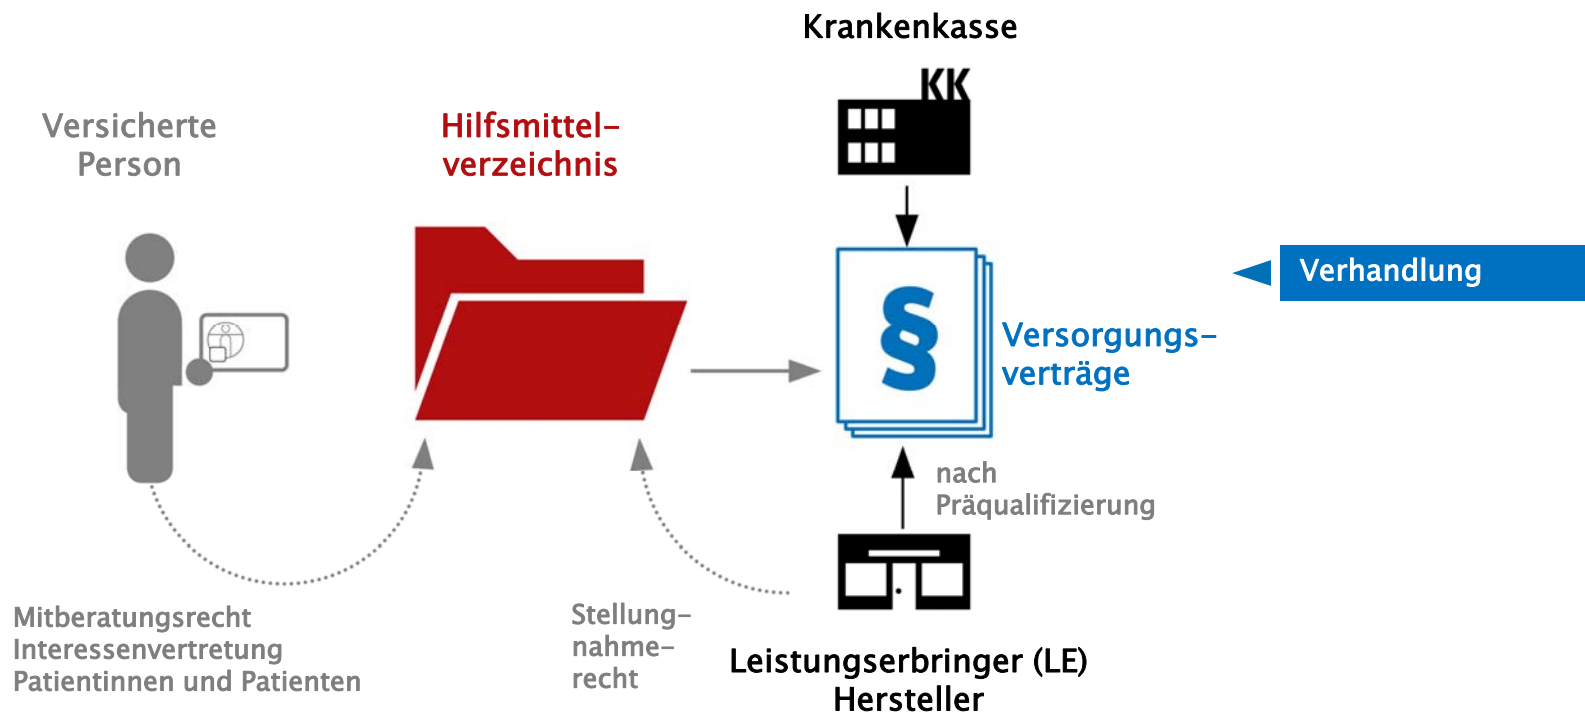 Krankenkasse
KK
Versicherte
Person
Hilfsmittel-
verzeichnis
Verhandlung
§
Versorgungs-
verträge
nach
Präqualifizierung
Mitberatungsrecht
Interessenvertretung
Patientinnen und Patienten
Stellung-
nahme-
recht
Leistungserbringer (LE)
Hersteller